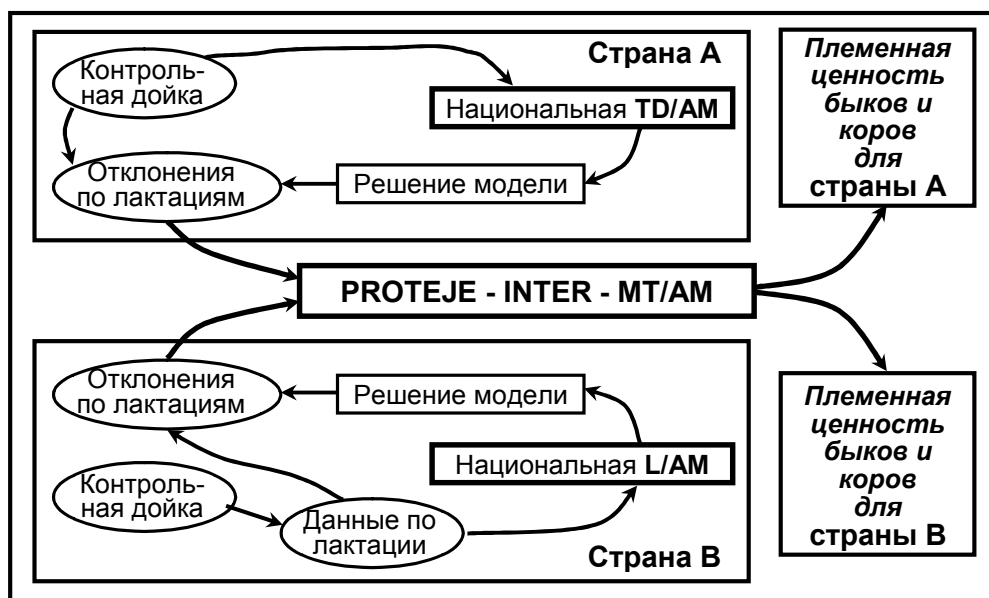 Страна А
Контроль-
ная дойка
Национальная TD/AM
Отклонения
по лактациям
Решение модели
Племенная
ценность
быков и
коров
для
страны А
PROTEJE - INTER - MT/AM
Отклонения
по лактациям
Решение модели
Национальная L/AM
Контроль-
ная дойка
Данные по
лактации
Страна В
Племенная
ценность
быков и
коров
для
страны В